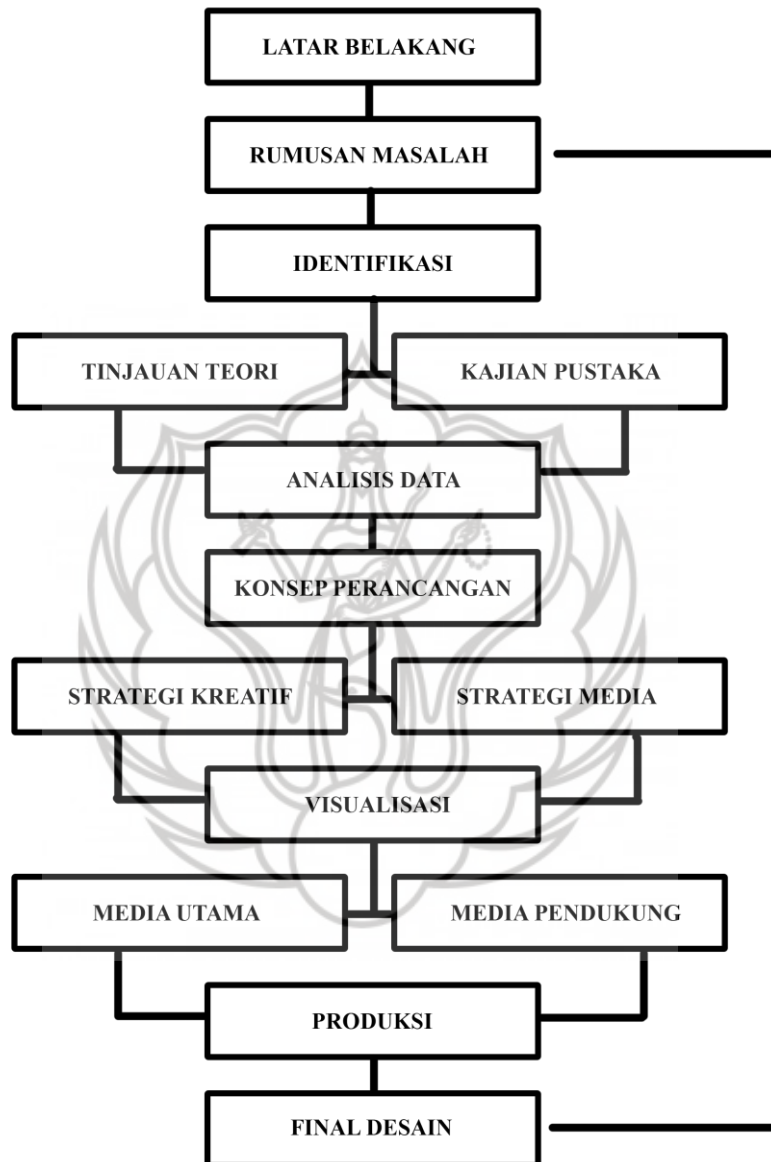 LATAR BELAKANG
RUMUSAN MASALAH
IDENTIFIKASI
TINJAUAN TEORI
KAJIAN PUSTAKA
ANALISIS DATA
KONSEP PERANCANGAN
STRATEGI KREATIF
STRATEGI MEDIA
VISUALISASI
MEDIA UTAMA
MEDIA PENDUKUNG
PRODUKSI
FINAL DESAIN